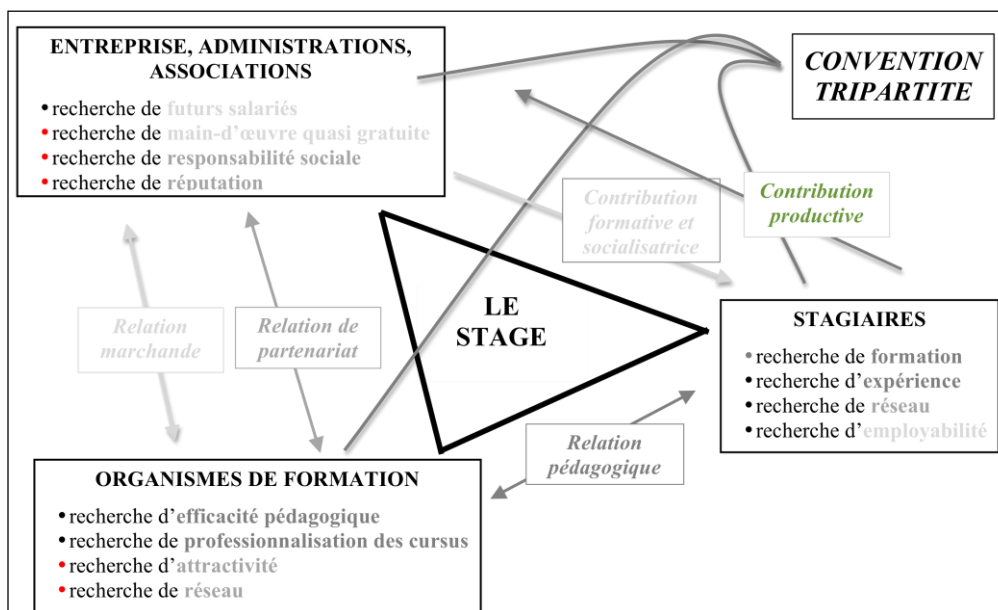 ENTREPRISE, ADMINISTRATIONS,
ASSOCIATIONS
• recherche de futurs salariés
• recherche de main-d'œuvre quasi gratuite
• recherche de responsabilité sociale
• recherche de réputation
CONVENTION
TRIPARTITE
Contribution
formative et
socialisatrice
Contribution
productive
Relation
marchande
Relation de
partenariat
LE
STAGE
STAGIAIRES
• recherche de formation
• recherche d'expérience
• recherche de réseau
• recherche d'employabilité
Relation
pédagogique
ORGANISMES DE FORMATION
• recherche d'efficacité pédagogique
• recherche de professionnalisation des cursus
• recherche d'attractivité
• recherche de réseau